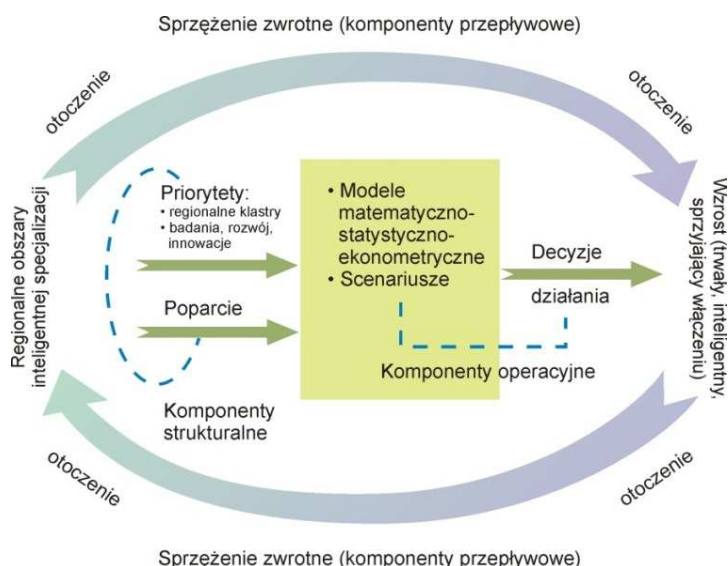 Sprzężenie zwrotne (komponenty przepływowe)
otoczenie
otoczenie
Regionalne obszary
inteligentnej specjalizacji
Priorytety:
• regionalne klastry
• badania, rozwój,
innowacje
Poparcie
Komponenty
strukturalne
• Modele
matematyczno-
statystyczno-
ekonometryczne
• Scenariusze
Decyzje
działania
Komponenty operacyjne
Wzrost (trwały, inteligentny,
sprzyjający włączeniu)
otoczenie
otoczenie
Sprzężenie zwrotne (komponenty przepływowe)